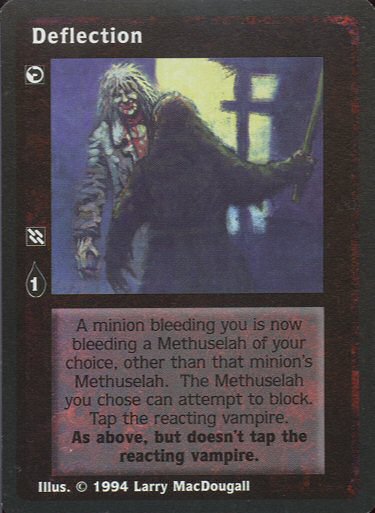 Deflection
1
A minion bleeding you is now
bleeding a Methuselah of your
choice, other than that minion's
Methuselah. The Methuselah
you chose can attempt to block.
Tap the reacting vampire.
As above, but doesn't tap the
reacting vampire.
Illus. © 1994 Larry MacDougall